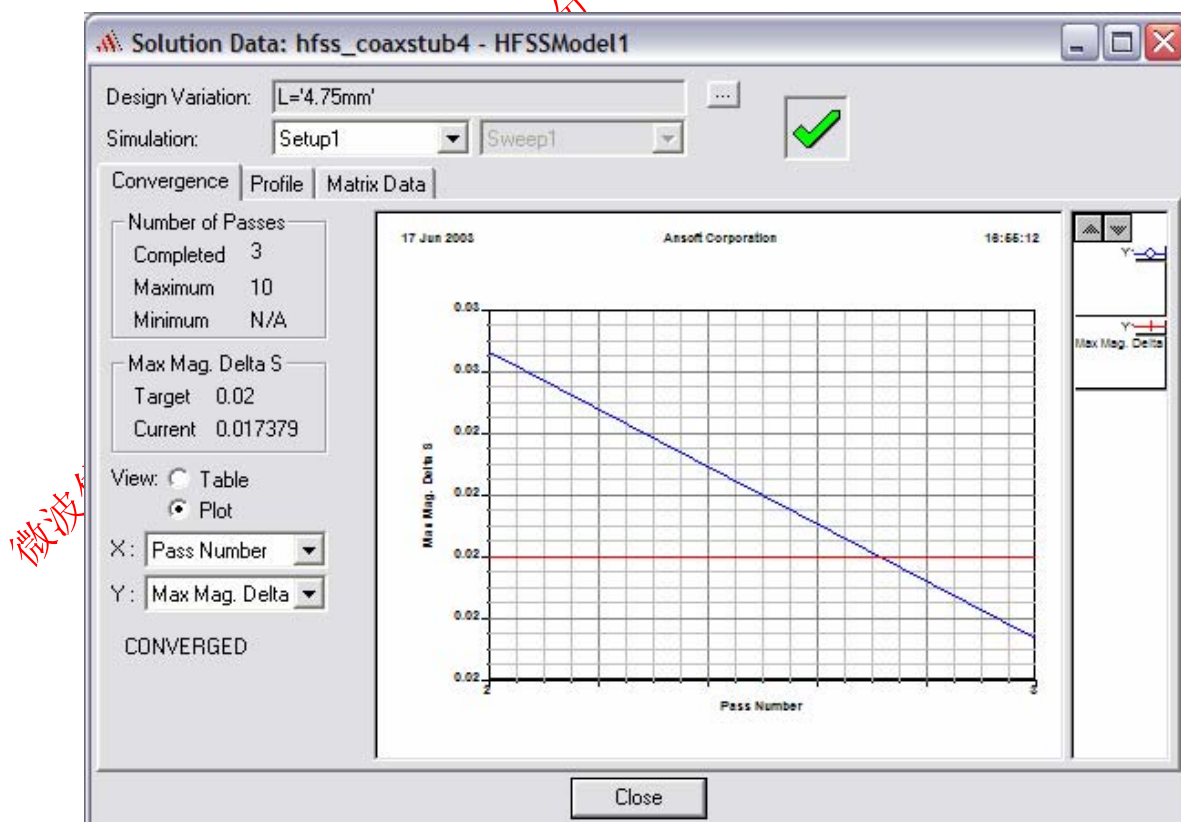 Solution Data: hfss_coaxstub4 - HFSSModel1
Design Variation: L='4.75mm' ...
Simulation: Setup1 Sweep1
Convergence Profile Matrix Data
Number of Passes
Completed 3
Maximum 10
Minimum N/A
Max Mag. Delta S
Target 0.02
Current 0.017379
View: Table
Plot
X: Pass Number
Y: Max Mag. Delta
CONVERGED
17 Jun 2003 Ansoft Corporation 16:55:12
0.03
0.03
0.02
0.02
0.02
0.02
0.02
Max Mag. Delta S
2 3
Pass Number
Y
Y
Max Mag. Delta
Close
微波